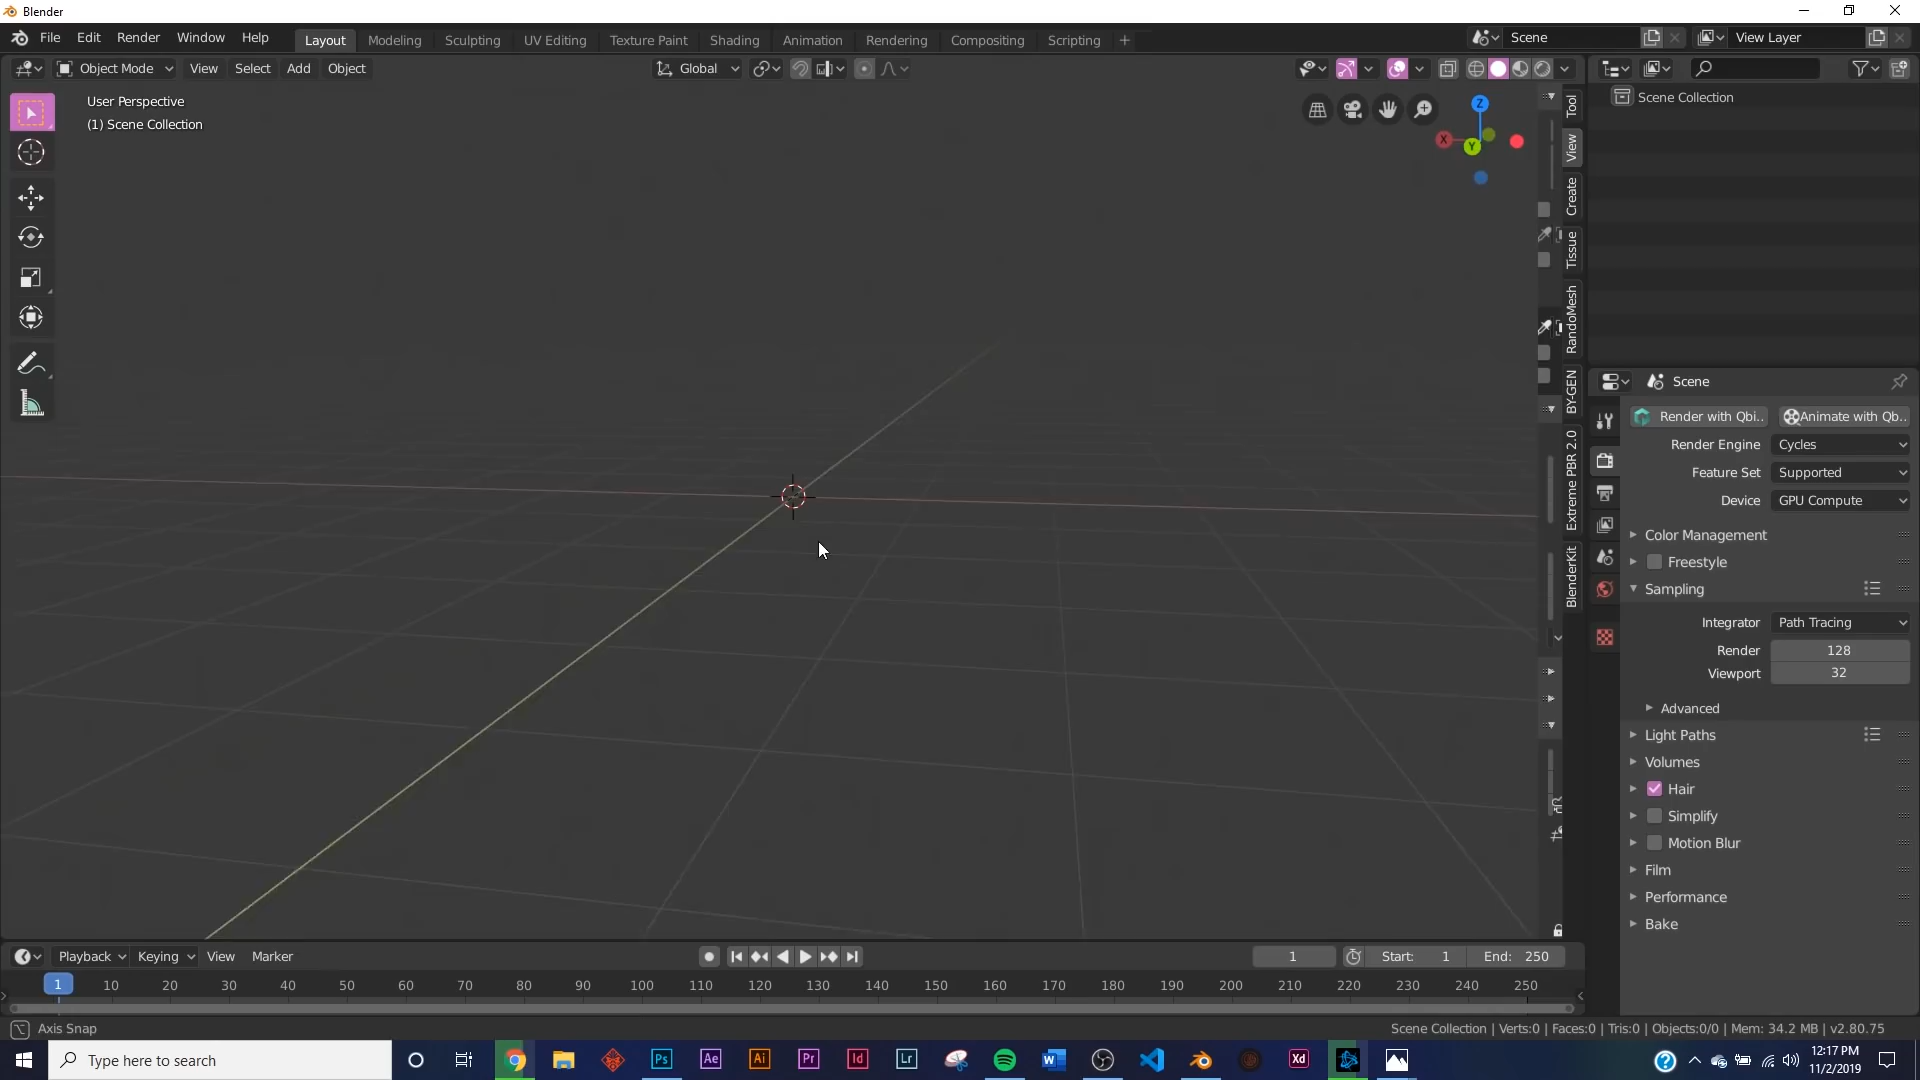 Blender
File Edit Render Window Help Layout Modeling Sculpting UV Editing Texture Paint Shading Animation Rendering Compositing Scripting + Scene View Layer
Object Mode View Select Add Object Global
User Perspective
(1) Scene Collection
Z
X
Y
Tool
View
Create
Tissue
RandoMesh
BY-GEN
Extreme PBR 2.0
BlenderKit
Scene Collection
Scene
Render with Qbi.. Animate with Qb..
Render Engine Cycles
Feature Set Supported
Device GPU Compute
Color Management
Freestyle
Sampling
Integrator Path Tracing
Render 128
Viewport 32
Advanced
Light Paths
Volumes
Hair
Simplify
Motion Blur
Film
Performance
Bake
Playback Keying View Marker 1 Start: 1 End: 250
1 10 20 30 40 50 60 70 80 90 100 110 120 130 140 150 160 170 180 190 200 210 220 230 240 250
Axis Snap Scene Collection | Verts:0 | Faces:0 | Tris:0 | Objects:0/0 | Mem: 34.2 MB | v2.80.75
Type here to search Ps Ae Ai Pr Id Lr W Xd ? 12:17 PM
11/2/2019